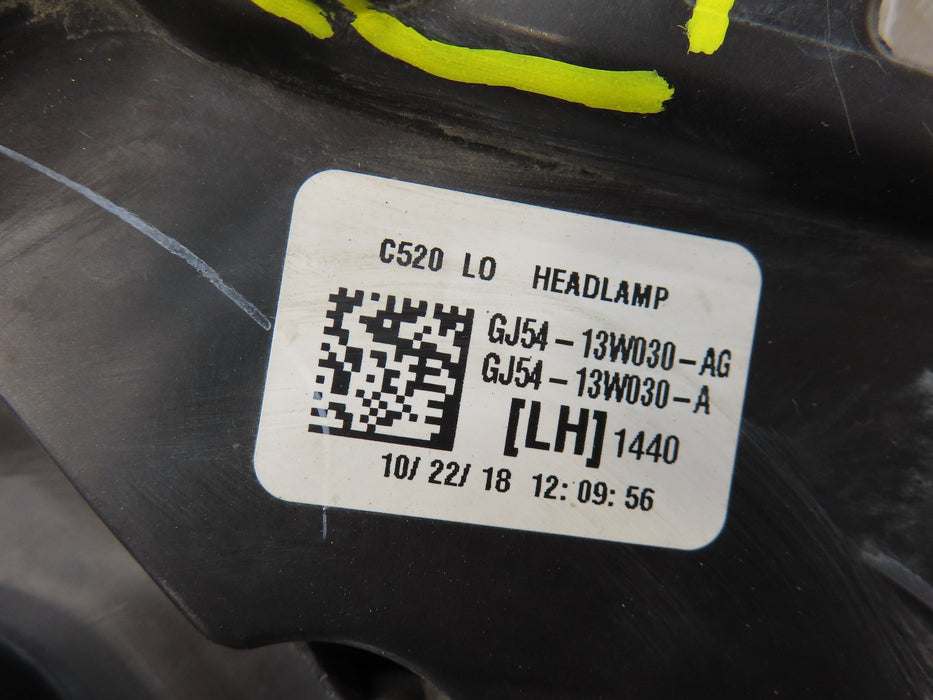 C520 LO HEADLAMP
GJ54-13W030-AG
GJ54-13W030-A
[LH] 1440
10/ 22/ 18 12: 09: 56